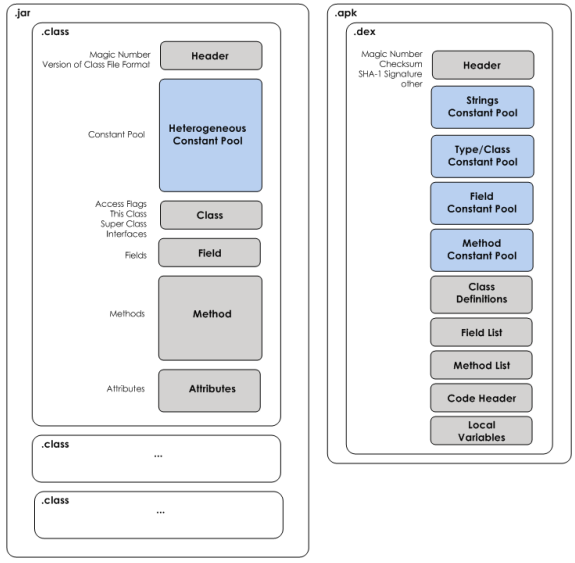 .jar
.class
Magic Number
Version of Class File Format
Header
Constant Pool
Heterogeneous
Constant Pool
Access Flags
This Class
Super Class
Interfaces
Class
Fields
Field
Methods
Method
Attributes
Attributes
.class
...
.class
...
.apk
.dex
Magic Number
Checksum
SHA-1 Signature
other
Header
Strings
Constant Pool
Type/Class
Constant Pool
Field
Constant Pool
Method
Constant Pool
Class
Definitions
Field List
Method List
Code Header
Local
Variables